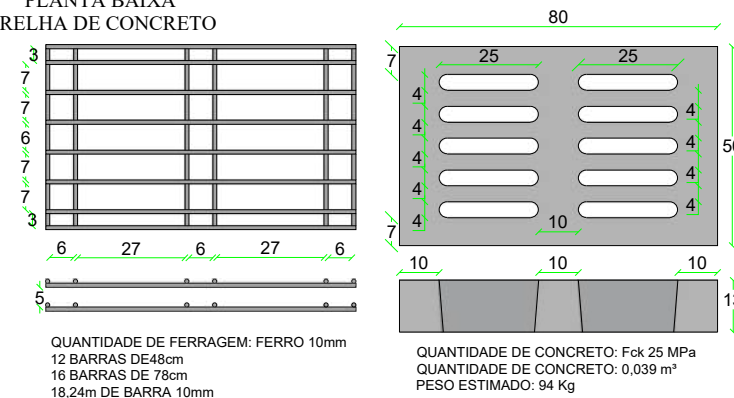 PLANTA BAIXA
RELHA DE CONCRETO
3
7
7
6
7
7
3
6 27 6 27 6
5
QUANTIDADE DE FERRAGEM: FERRO 10mm
12 BARRAS DE48cm
16 BARRAS DE 78cm
18,24m DE BARRA 10mm
80
7
25 25
4
4
4
4
4
4
4
4
4
50
7
10
10 10 10
13
QUANTIDADE DE CONCRETO: Fck 25 MPa
QUANTIDADE DE CONCRETO: 0,039 m³
PESO ESTIMADO: 94 Kg